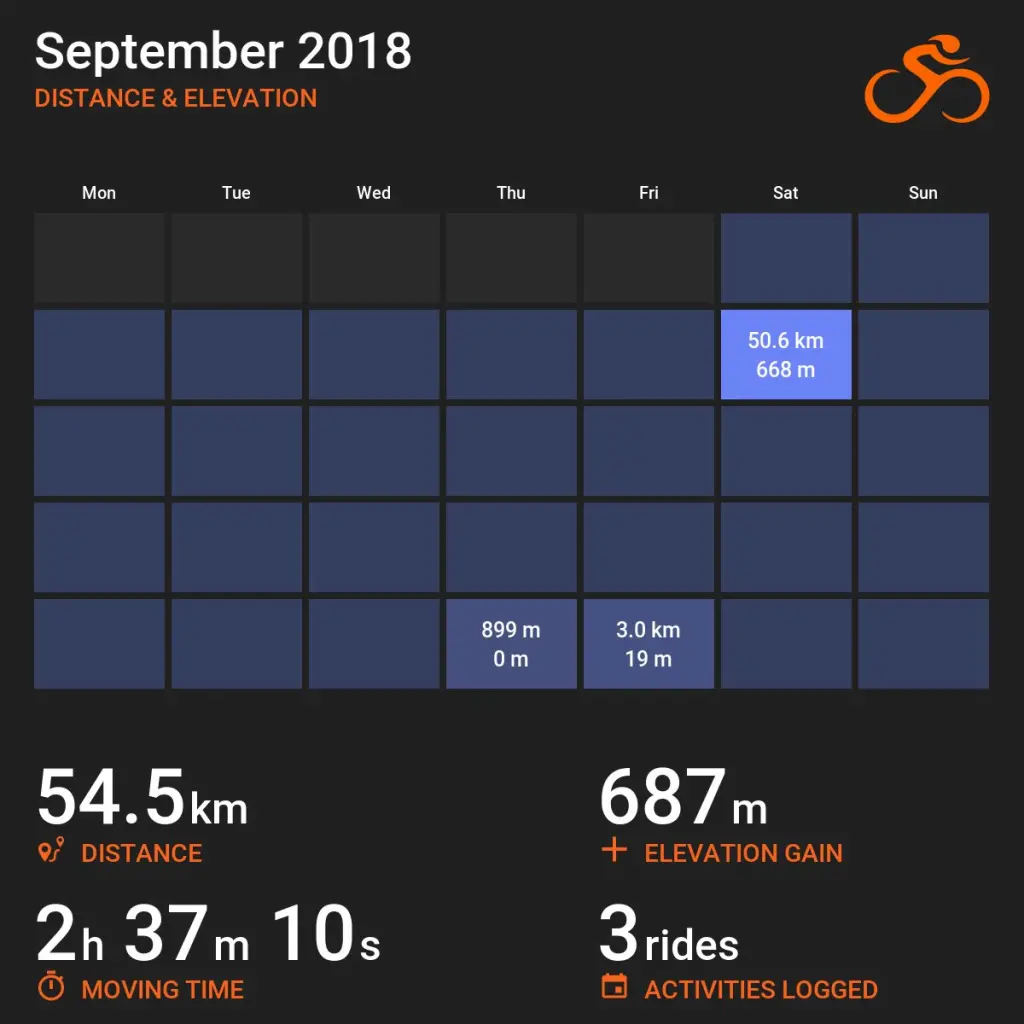 September 2018
DISTANCE & ELEVATION
Mon Tue Wed Thu Fri Sat Sun
50.6 km
668 m
899 m 3.0 km
0 m 19 m
54.5km 687m
DISTANCE ELEVATION GAIN
2h 37m 10s 3rides
MOVING TIME ACTIVITIES LOGGED